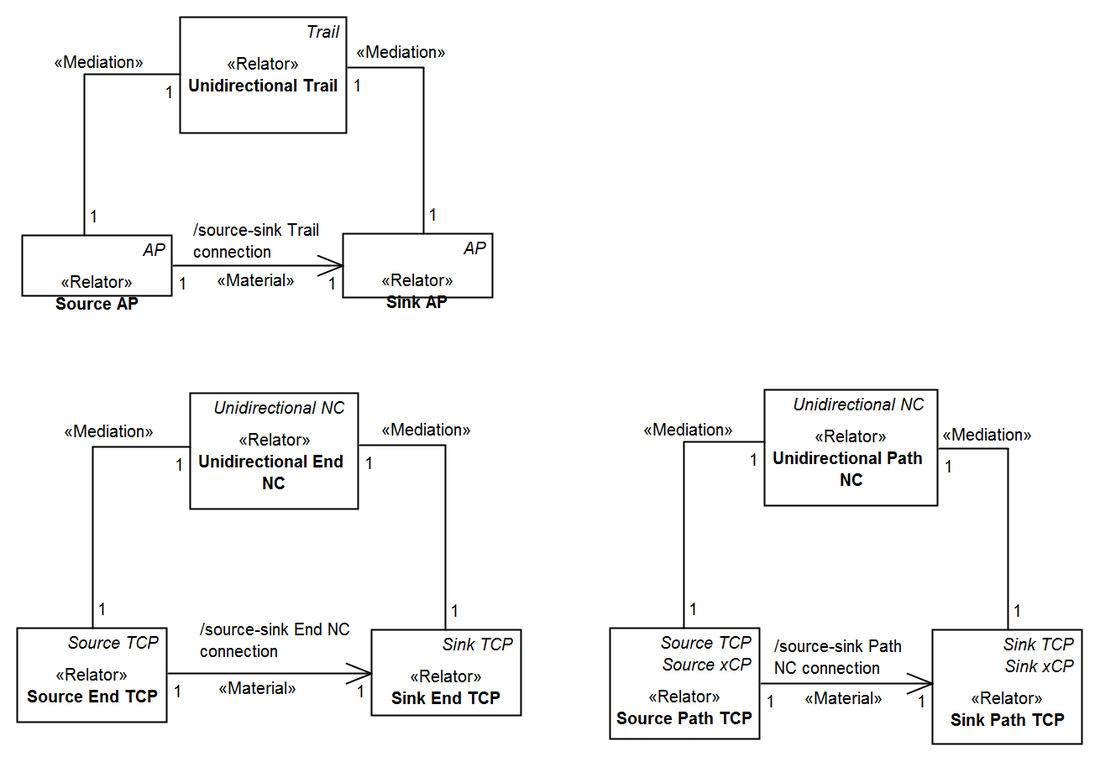 Trail
«Mediation»
«Relator»
Unidirectional Trail
«Mediation»
1
1
1
1
AP
«Relator»
Source AP
/source-sink Trail
connection
1
«Material»
1
AP
«Relator»
Sink AP
Unidirectional NC
«Mediation»
«Relator»
Unidirectional End
NC
«Mediation»
1
1
1
1
Source TCP
«Relator»
Source End TCP
/source-sink End NC
connection
1
«Material»
1
Sink TCP
«Relator»
Sink End TCP
Unidirectional NC
«Mediation»
«Relator»
Unidirectional Path
NC
«Mediation»
1
1
1
1
Source TCP
Source xCP
«Relator»
Source Path TCP
/source-sink Path
NC connection
1
«Material»
1
Sink TCP
Sink xCP
«Relator»
Sink Path TCP